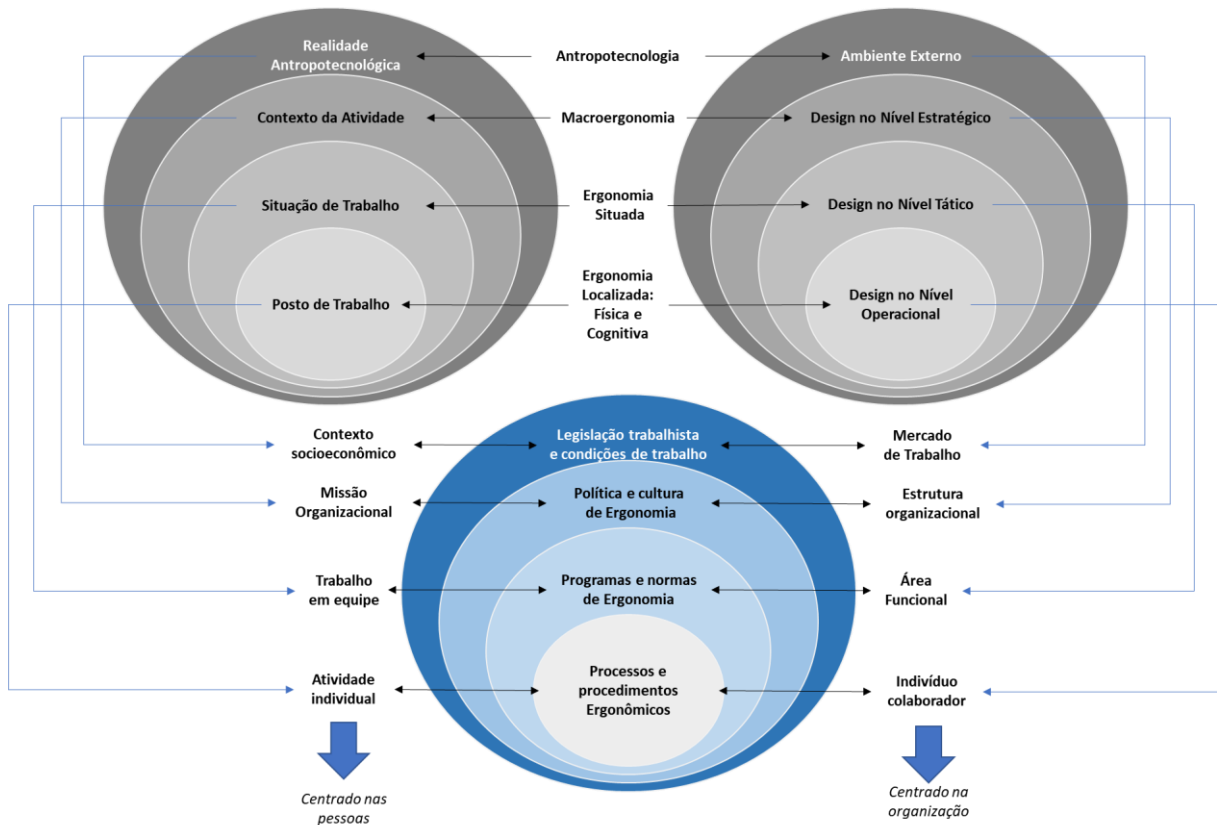 Realidade
Antropotecnológica
Antropotecnologia
Ambiente Externo
Contexto da Atividade
Macroergonomia
Design no Nível Estratégico
Situação de Trabalho
Ergonomia
Situada
Design no Nível Tático
Posto de Trabalho
Ergonomia
Localizada:
Física e
Cognitiva
Design no Nível
Operacional
Contexto
socioeconômico
Legislação trabalhista
e condições de trabalho
Mercado
de Trabalho
Missão
Organizacional
Política e cultura
de Ergonomia
Estrutura
organizacional
Trabalho
em equipe
Programas e normas
de Ergonomia
Área
Funcional
Atividade
individual
Processos e
procedimentos
Ergonômicos
Indivíduo
colaborador
Centrado nas
pessoas
Centrado na
organização